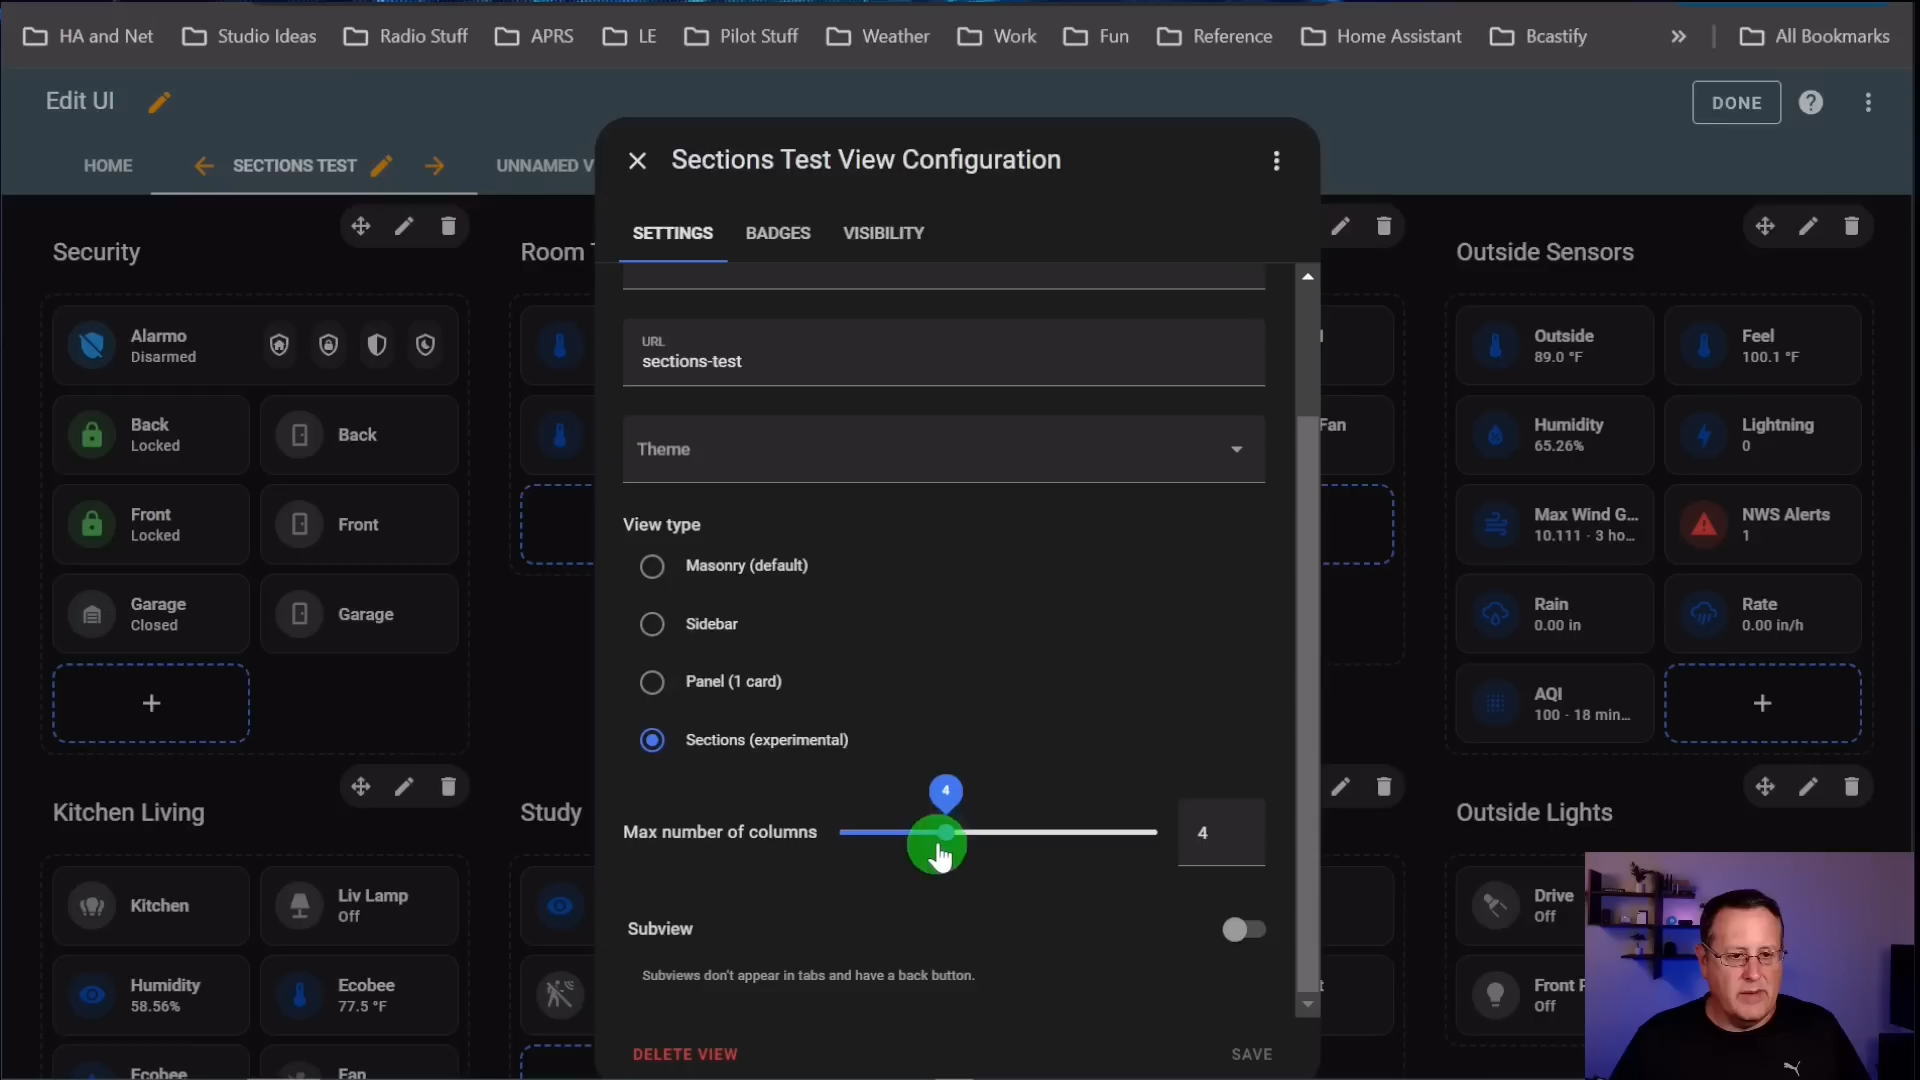 HA and Net
Studio Ideas
Radio Stuff
APRS
LE
Pilot Stuff
Weather
Work
Fun
Reference
Home Assistant
Bcastify
»
All Bookmarks
Edit UI
DONE
HOME
SECTIONS TEST
UNNAMED V
Sections Test View Configuration
SETTINGS
BADGES
VISIBILITY
URL
sections-test
Theme
View type
Masonry (default)
Sidebar
Panel (1 card)
Sections (experimental)
4
Max number of columns
4
Subview
Subviews don't appear in tabs and have a back button.
DELETE VIEW
SAVE
Security
Alarmo
Disarmed
Back
Locked
Back
Front
Locked
Front
Garage
Closed
Garage
+
Room
Kitchen Living
Kitchen
Liv Lamp
Off
Humidity
58.56%
Ecobee
77.5 °F
Ecobee
Fan
Study
Fan
Outside Sensors
Outside
89.0 °F
Feel
100.1 °F
Humidity
65.26%
Lightning
0
Max Wind G...
10.111 · 3 ho...
NWS Alerts
1
Rain
0.00 in
Rate
0.00 in/h
AQI
100 · 18 min...
+
Outside Lights
Drive
Off
Front
Off